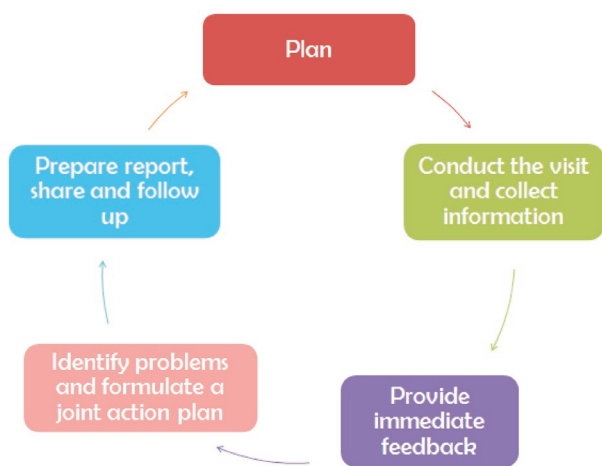 Plan
Conduct the visit
and collect
information
Provide
immediate
feedback
Identify problems
and formulate a
joint action plan
Prepare report,
share and follow
up